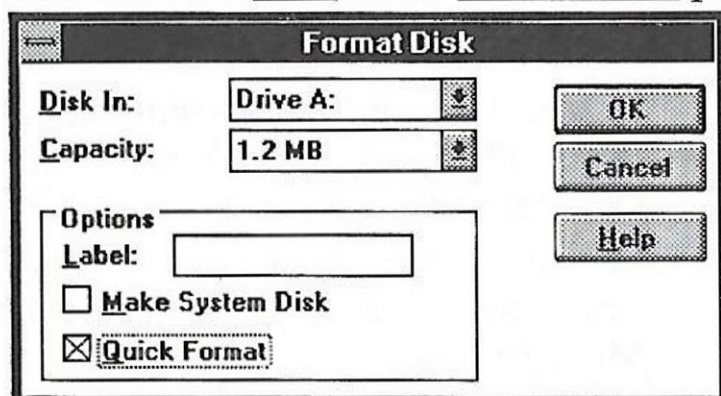 Format Disk
Disk In: Drive A:
Capacity: 1.2 MB
OK
Cancel
Options
Label:
Help
Make System Disk
Quick Format